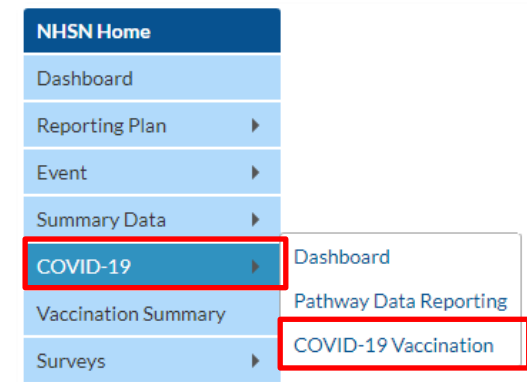 NHSN Home
Dashboard
Reporting Plan
Event
Summary Data
COVID-19
Vaccination Summary
Surveys
Dashboard
Pathway Data Reporting
COVID-19 Vaccination